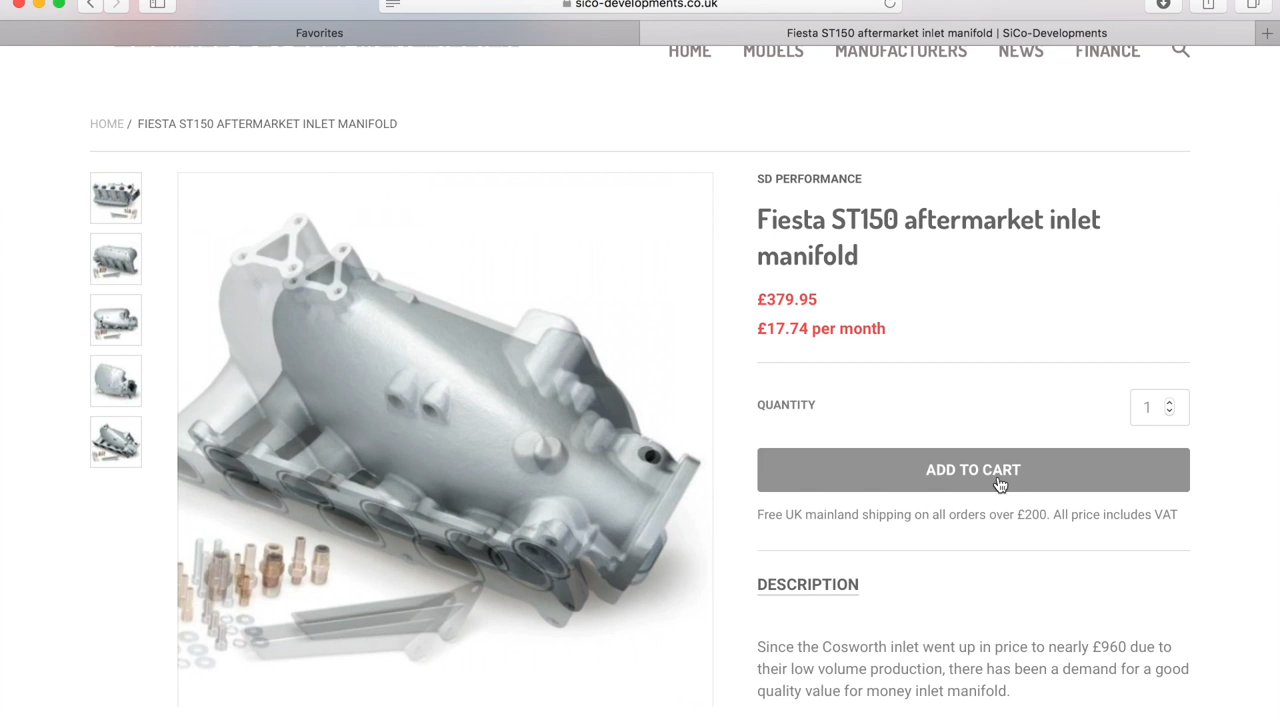 sico-developments.co.uk
Favorites
Fiesta ST150 aftermarket inlet manifold | SiCo-Developments
HOME MODELS MANUFACTURERS NEWS FINANCE
HOME / FIESTA ST150 AFTERMARKET INLET MANIFOLD
SD PERFORMANCE
Fiesta ST150 aftermarket inlet
manifold
£379.95
£17.74 per month
QUANTITY
1
ADD TO CART
Free UK mainland shipping on all orders over £200. All price includes VAT
DESCRIPTION
Since the Cosworth inlet went up in price to nearly £960 due to
their low volume production, there has been a demand for a good
quality value for money inlet manifold.